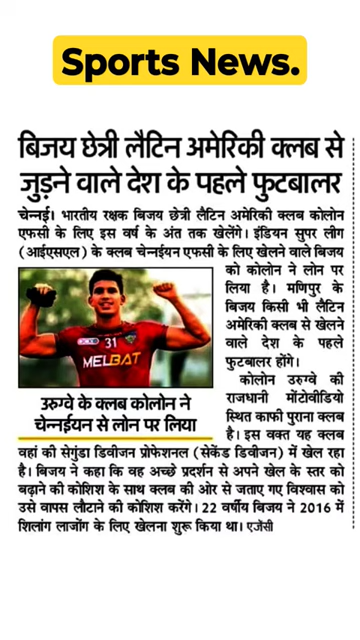 Sports News.
बिजय छेत्री लैटिन अमेरिकी क्लब से
जुड़ने वाले देश के पहले फुटबालर
चेन्नई। भारतीय रक्षक बिजय छेत्री लैटिन अमेरिकी क्लब कोलोन
एफसी के लिए इस वर्ष के अंत तक खेलेंगे। इंडियन सुपर लीग
(आईएसएल) के क्लब चेन्नईयन एफसी के लिए खेलने वाले बिजय
को कोलोन ने लोन पर
लिया है। मणिपुर के
बिजय किसी भी लैटिन
अमेरिकी क्लब से खेलने
वाले देश के पहले
फुटबालर होंगे।
31
MELBAT
उरुग्वे के क्लब कोलोन ने
चेन्नईयन से लोन पर लिया
कोलोन उरुग्वे की
राजधानी मोंटोवीडियो
स्थित काफी पुराना क्लब
है। इस वक्त यह क्लब
वहां की सेगुंडा डिवीजन प्रोफेशनल (सेकेंड डिवीजन) में खेल रहा
है। बिजय ने कहा कि वह अच्छे प्रदर्शन से अपने खेल के स्तर को
बढ़ाने की कोशिश के साथ क्लब की ओर से जताए गए विश्वास को
उसे वापस लौटाने की कोशिश करेंगे। 22 वर्षीय बिजय ने 2016 में
शिलांग लाजोंग के लिए खेलना शुरू किया था। एजेंसी